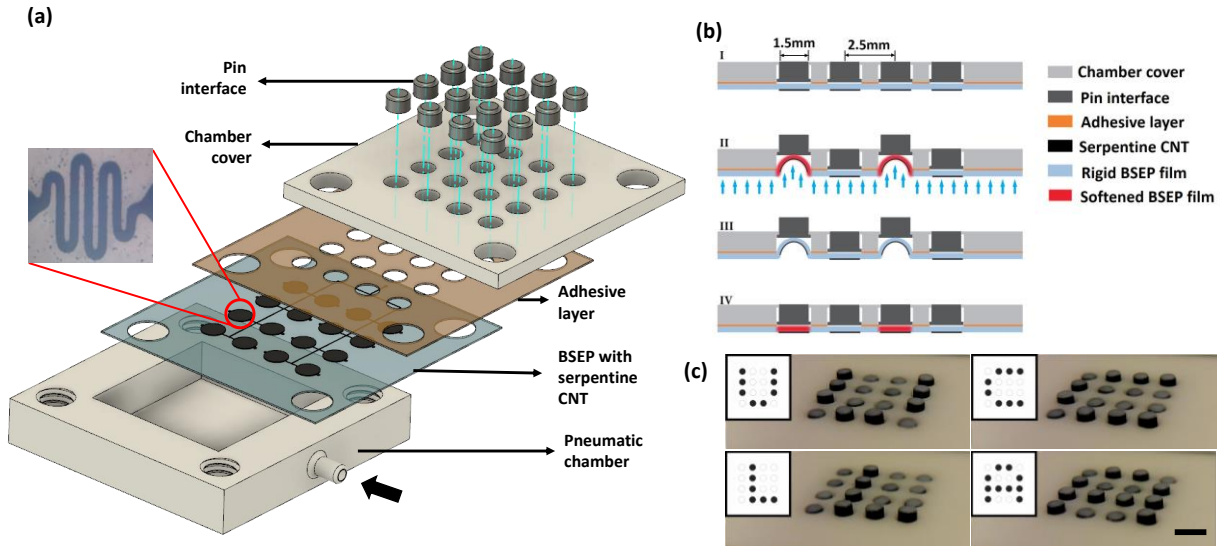 (a)
Pin
interface
Chamber
cover
Adhesive
layer
BSEP with
serpentine
CNT
Pneumatic
chamber
(b)
I
1.5mm
2.5mm
II
III
IV
Chamber cover
Pin interface
Adhesive layer
Serpentine CNT
Rigid BSEP film
Softened BSEP film
(c)